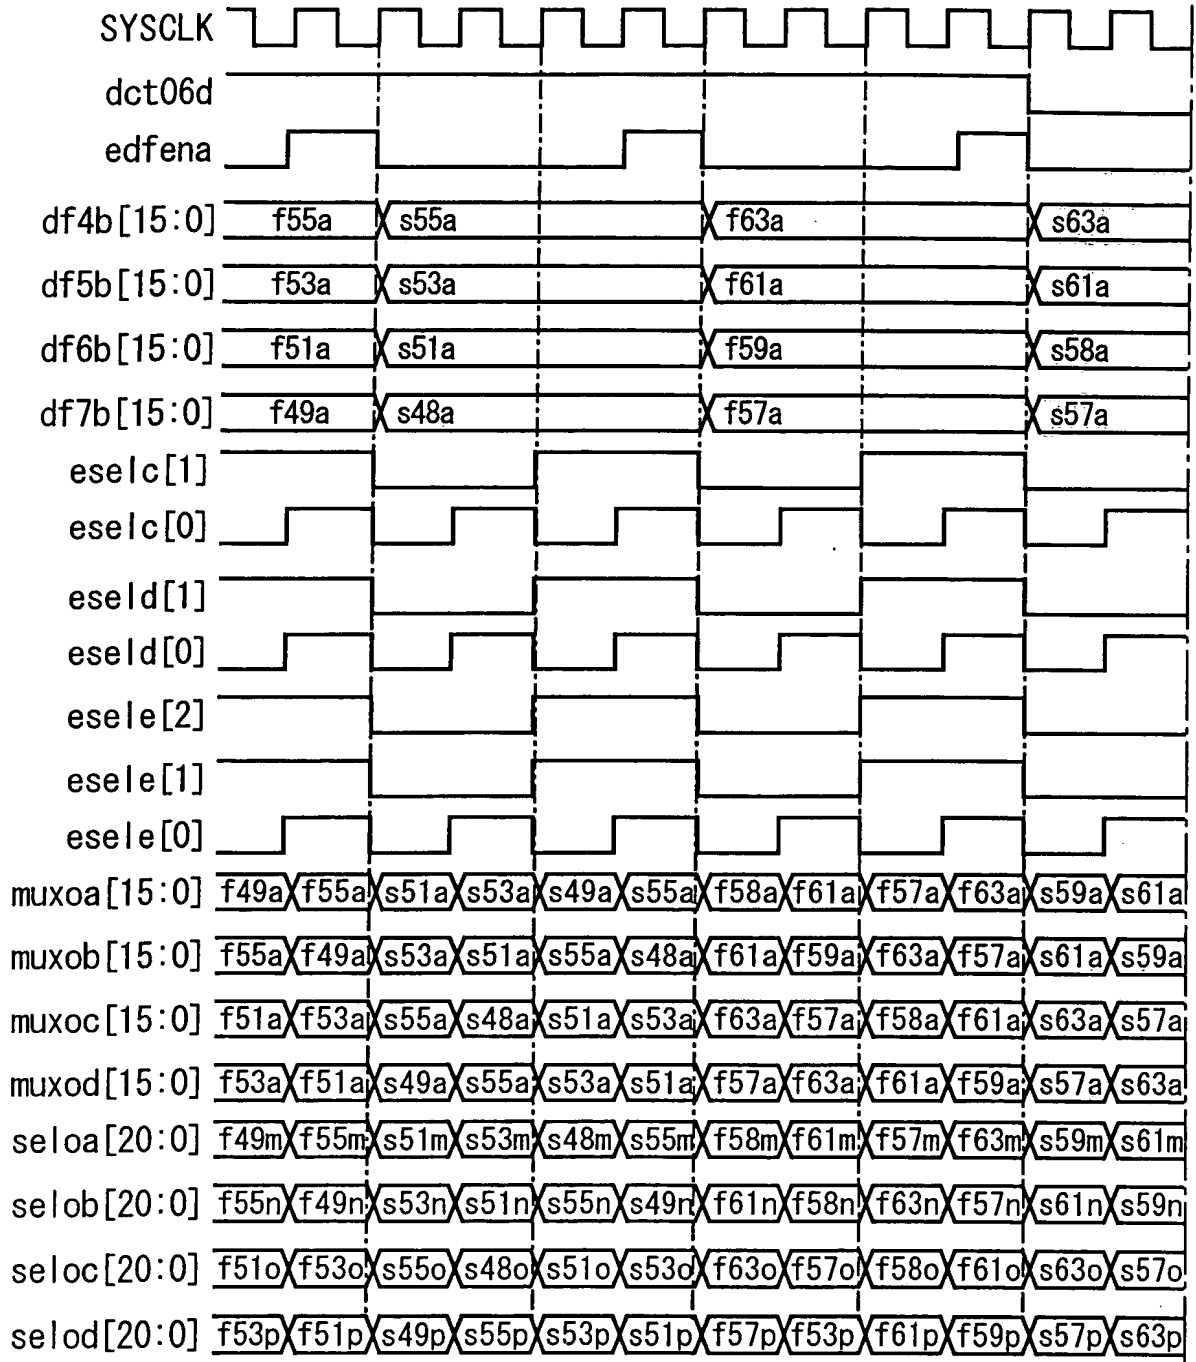 SYSCLK
dct06d
edfena
df4b[15:0] f55a s55a f63a s63a
df5b[15:0] f53a s53a f61a s61a
df6b[15:0] f51a s51a f59a s58a
df7b[15:0] f49a s48a f57a s57a
eselc[1]
eselc[0]
eseld[1]
eseld[0]
esele[2]
esele[1]
esele[0]
muxoa[15:0] f49a f55a s51a s53a s49a s55a f58a f61a f57a f63a s59a s61a
muxob[15:0] f55a f49a s53a s51a s55a s48a f61a f59a f63a f57a s61a s59a
muxoc[15:0] f51a f53a s55a s48a s51a s53a f63a f57a f58a f61a s63a s57a
muxod[15:0] f53a f51a s49a s55a s53a s51a f57a f63a f61a f59a s57a s63a
seloa[20:0] f49m f55m s51m s53m s48m s55m f58m f61m f57m f63m s59m s61m
selob[20:0] f55n f49n s53n s51n s55n s49n f61n f58n f63n f57n s61n s59n
seloc[20:0] f51o f53o s55o s48o s51o s53o f63o f57o f58o f61o s63o s57o
selod[20:0] f53p f51p s49p s55p s53p s51p f57p f53p f61p f59p s57p s63p